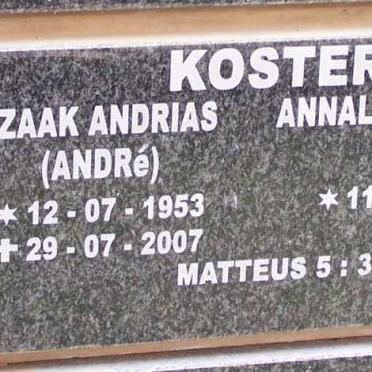 KOSTER
ZAAK ANDRIAS
(ANDRé)
✶ 12 - 07 - 1953
✝ 29 - 07 - 2007
ANNAL
✶ 11
MATTEUS 5 : 3